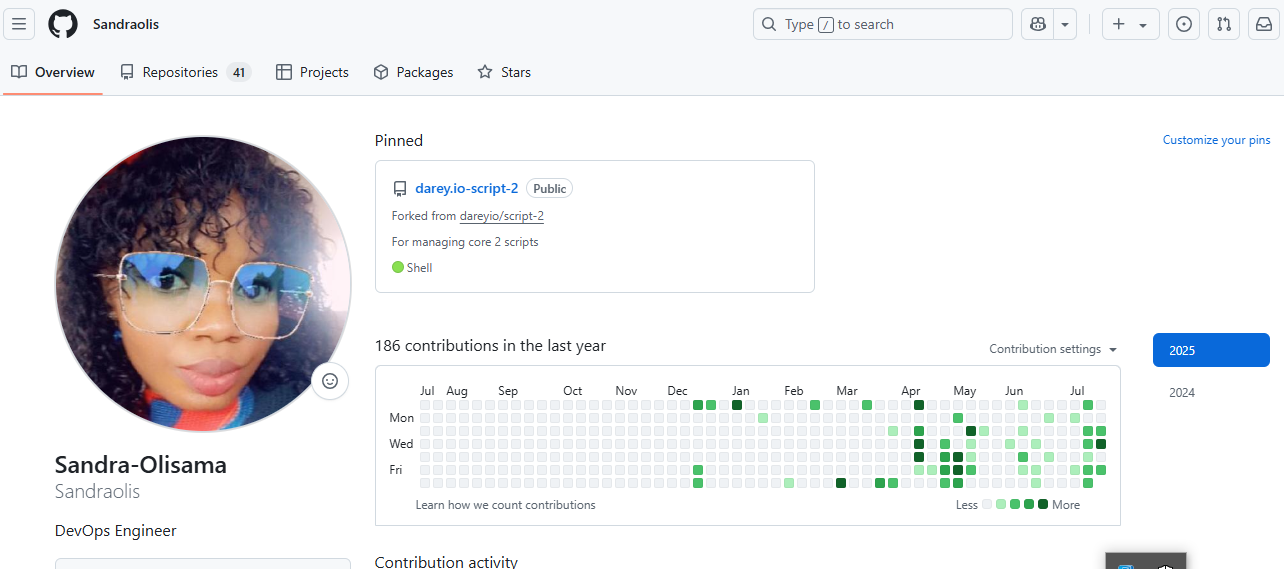 Sandraolis
Type / to search
Overview
Repositories 41
Projects
Packages
Stars
Pinned
Customize your pins
darey.io-script-2 Public
Forked from dareyio/script-2
For managing core 2 scripts
Shell
186 contributions in the last year
Contribution settings
2025
2024
Jul Aug Sep Oct Nov Dec Jan Feb Mar Apr May Jun Jul
Mon
Wed
Fri
Learn how we count contributions
Less More
Sandra-Olisama
Sandraolis
DevOps Engineer
Contribution activity